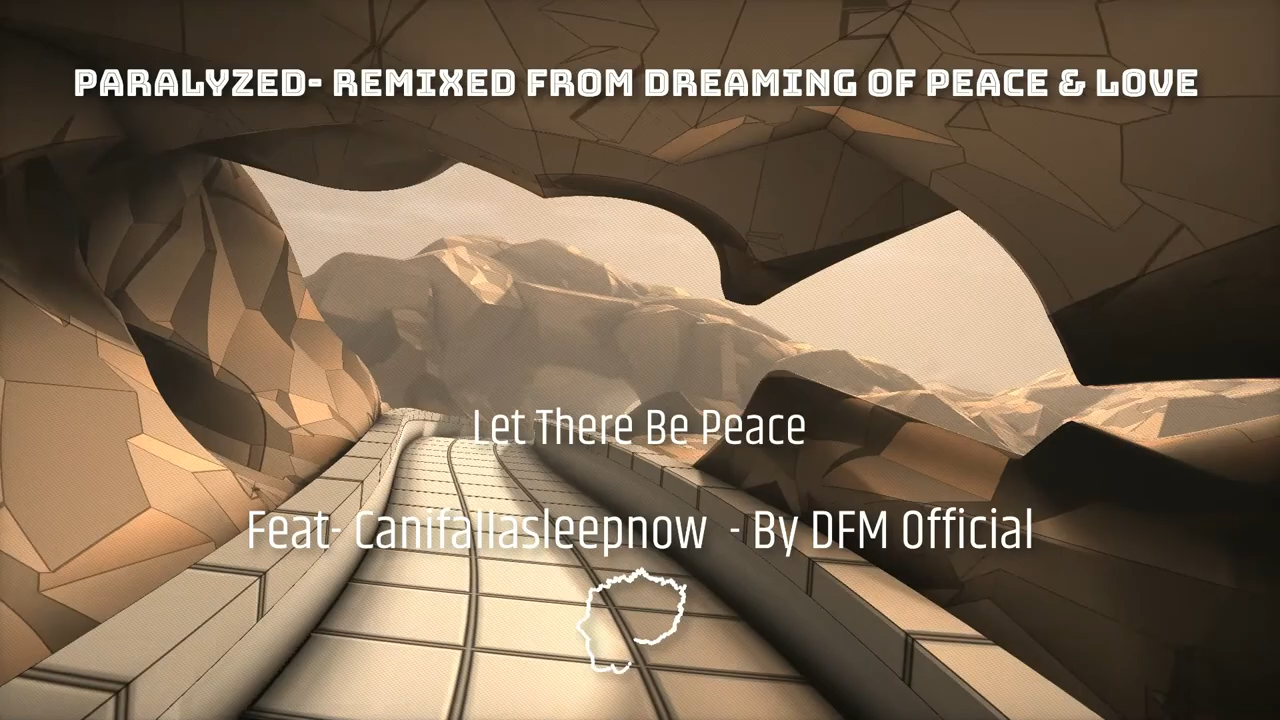 PARALYZED- REMIXED FROM DREAMING OF PEACE & LOVE
Let There Be Peace
Feat- Canifallasleepnow - By DFM Official